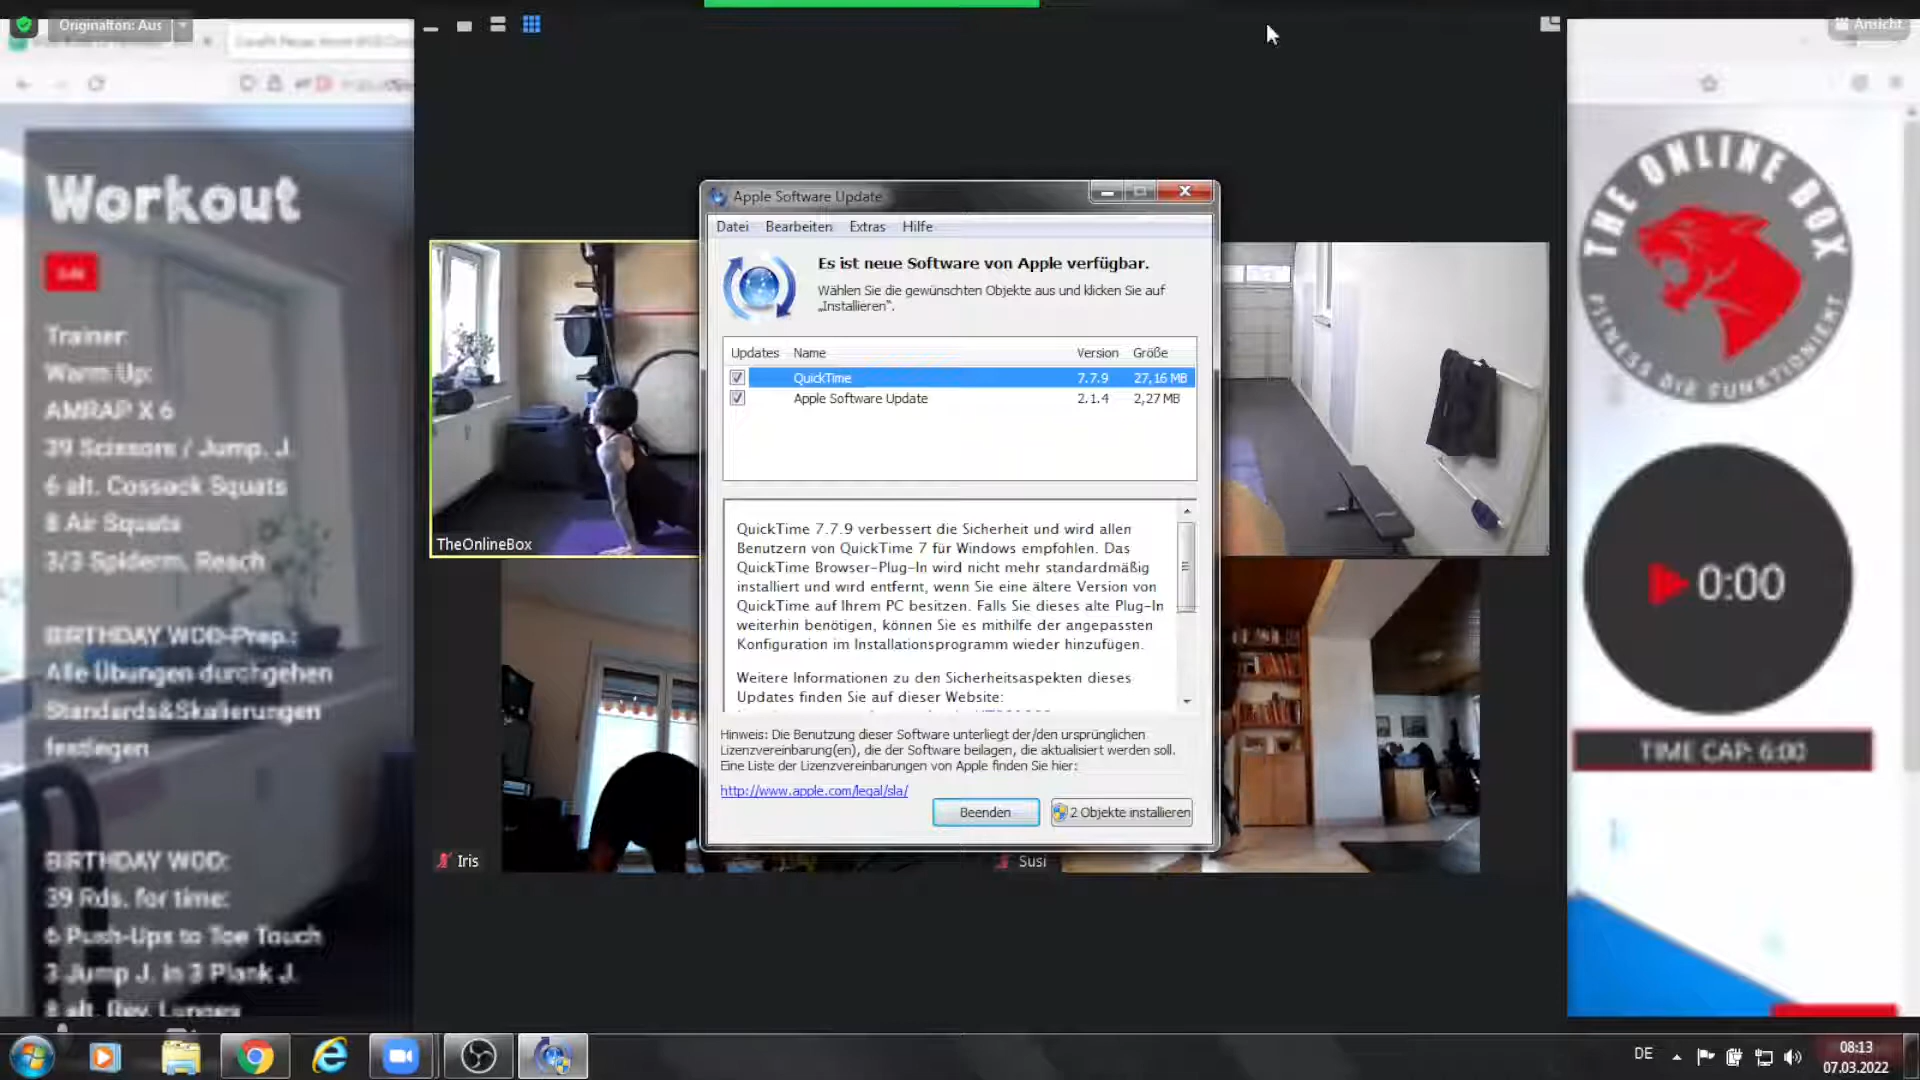 Originalton: Aus
Ansicht
Workout
Edit
Trainer:
Warm Up:
AMRAP X 6
39 Scissors / Jump. J.
6 alt. Cossack Squats
8 Air Squats
3/3 Spiderm. Reach
BIRTHDAY WOD-Prep.:
Alle Übungen durchgehen
Standards&Skalierungen
festlegen
BIRTHDAY WOD:
39 Rds. for time:
6 Push-Ups to Toe Touch
3 Jump J. in 3 Plank J.
8 alt. Rev. Lunges
TheOnlineBox
Iris
Susi
Apple Software Update
Datei Bearbeiten Extras Hilfe
Es ist neue Software von Apple verfügbar.
Wählen Sie die gewünschten Objekte aus und klicken Sie auf
„Installieren“.
Updates Name Version Größe
QuickTime 7.7.9 27,16 MB
Apple Software Update 2.1.4 2,27 MB
QuickTime 7.7.9 verbessert die Sicherheit und wird allen
Benutzern von QuickTime 7 für Windows empfohlen. Das
QuickTime Browser-Plug-In wird nicht mehr standardmäßig
installiert und wird entfernt, wenn Sie eine ältere Version von
QuickTime auf Ihrem PC besitzen. Falls Sie dieses alte Plug-In
weiterhin benötigen, können Sie es mithilfe der angepassten
Konfiguration im Installationsprogramm wieder hinzufügen.
Weitere Informationen zu den Sicherheitsaspekten dieses
Updates finden Sie auf dieser Website:
Hinweis: Die Benutzung dieser Software unterliegt der/den ursprünglichen
Lizenzvereinbarung(en), die der Software beilagen, die aktualisiert werden soll.
Eine Liste der Lizenzvereinbarungen von Apple finden Sie hier:
http://www.apple.com/legal/sla/
Beenden
2 Objekte installieren
THE ONLINE BOX
FITNESS DIE FUNKTIONIERT
0:00
TIME CAP: 6:00
DE
08:13
07.03.2022